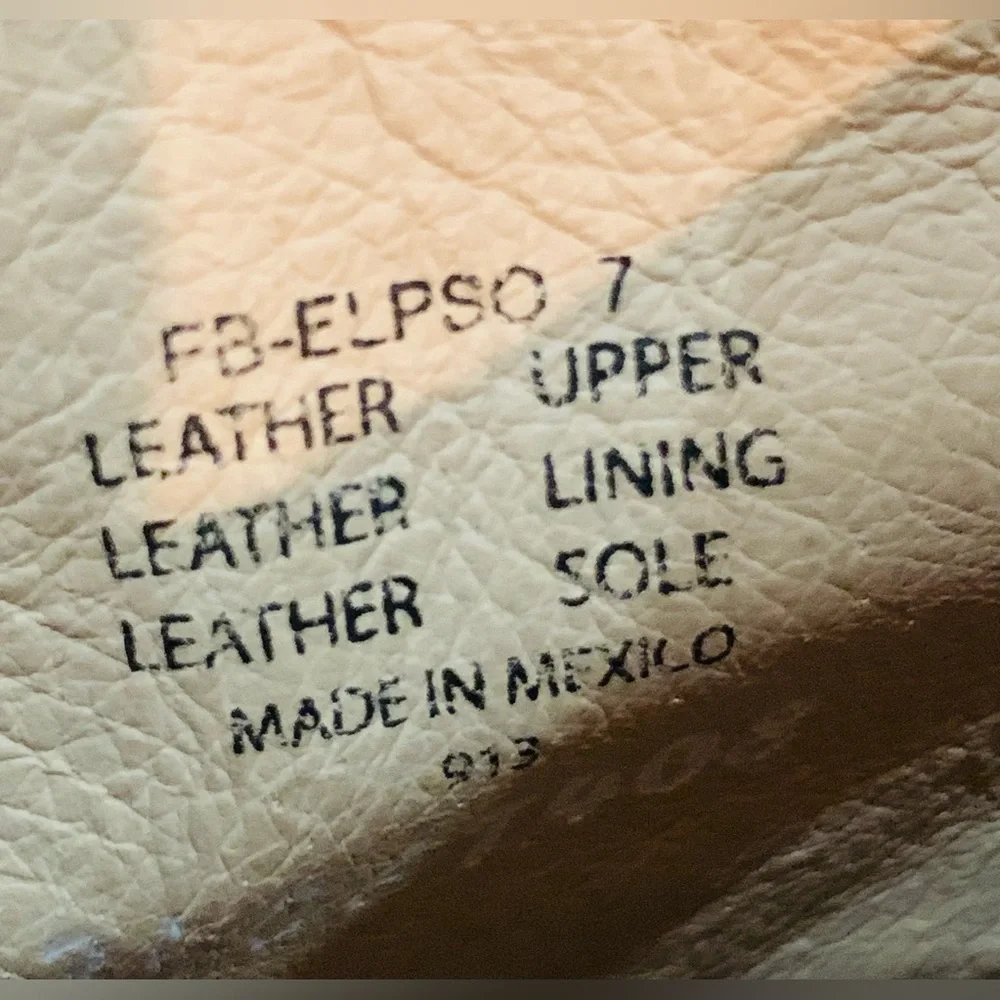 FB-ELPSO 7
LEATHER UPPER
LEATHER LINING
LEATHER SOLE
MADE IN MEXICO
913